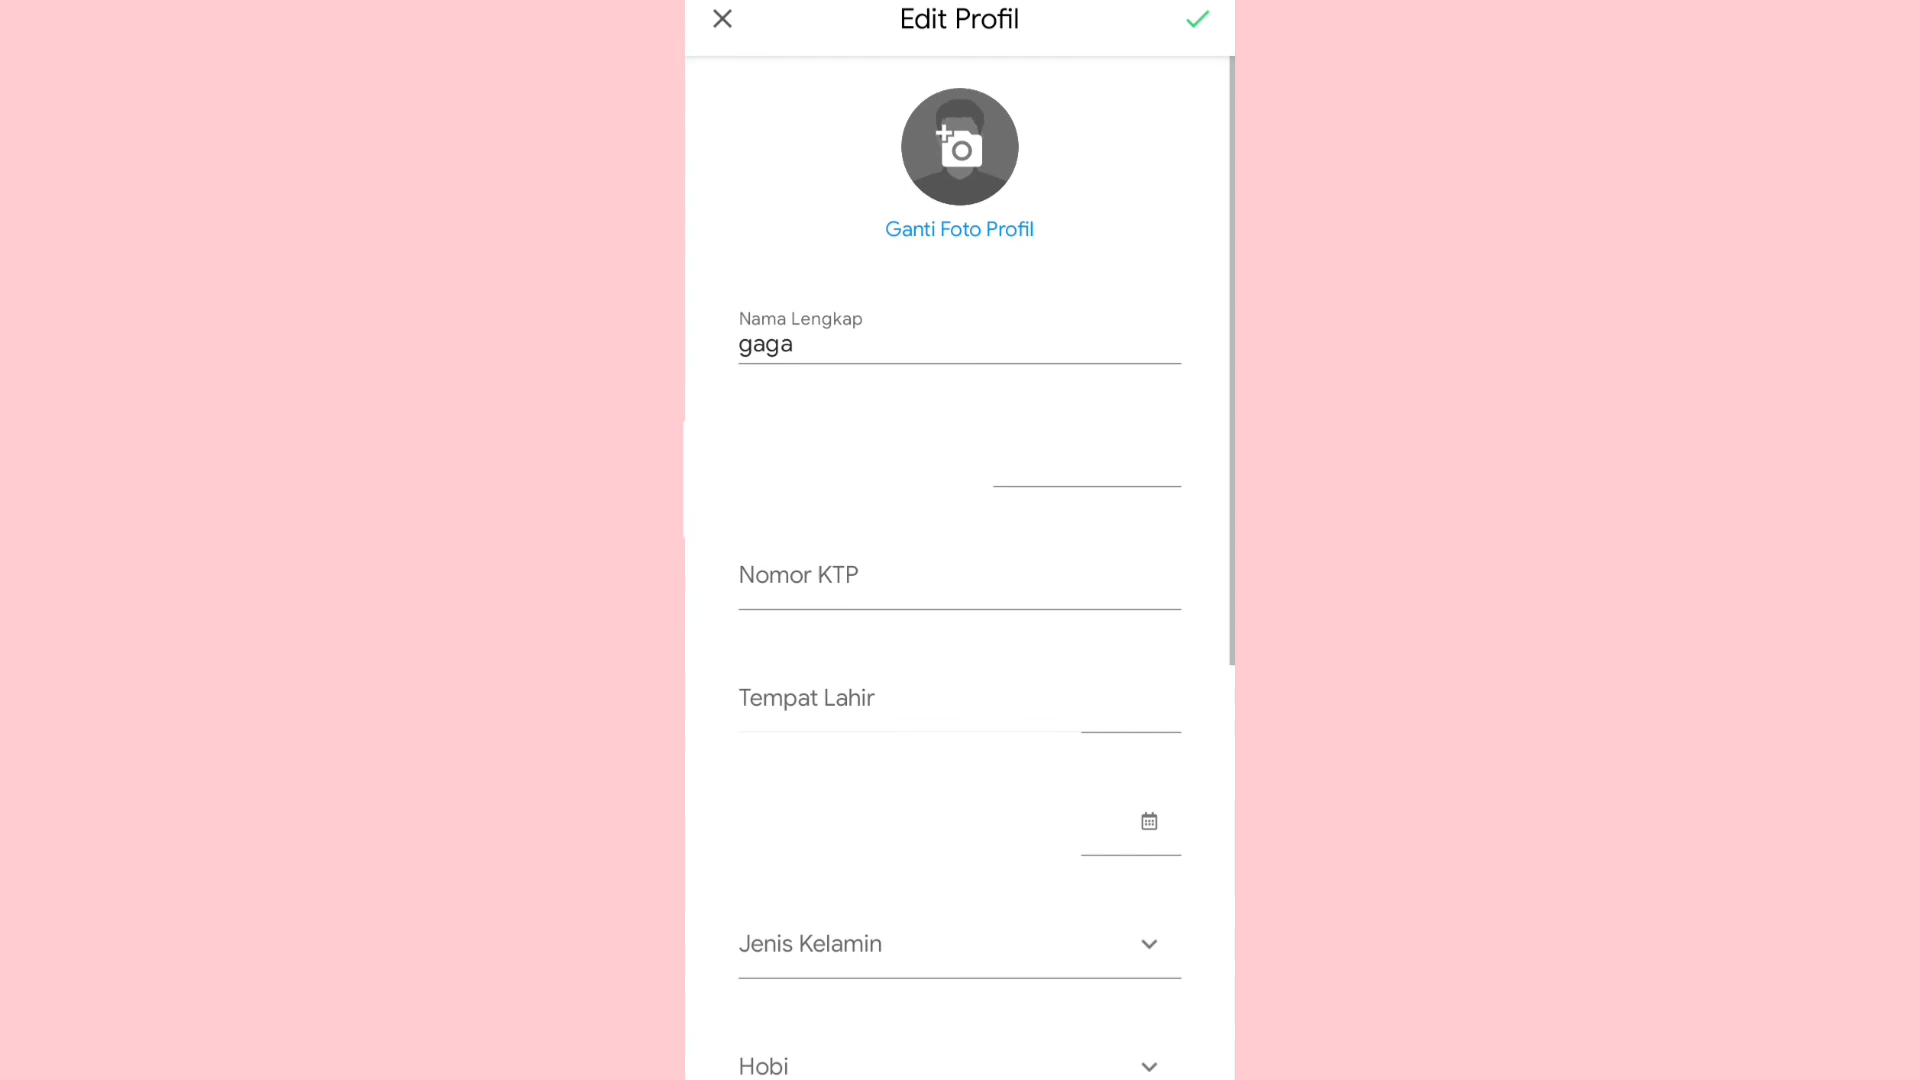 Edit Profil
Ganti Foto Profil
Nama Lengkap
gaga
Nomor KTP
Tempat Lahir
Jenis Kelamin
Hobi